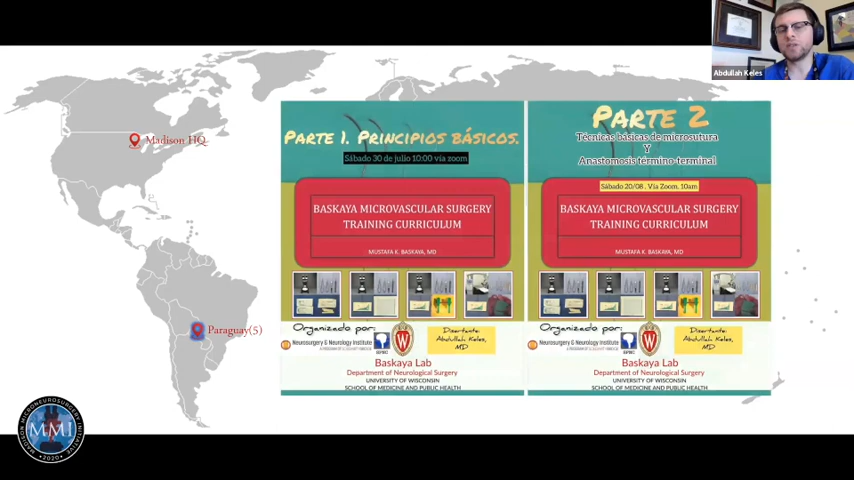 Abdullah Keles
Madison HQ
Paraguay(5)
PARTE 1. PRINCIPIOS BÁSICOS.
Sábado 30 de julio 10:00 vía zoom
BASKAYA MICROVASCULAR SURGERY
TRAINING CURRICULUM
MUSTAFA K. BASKAYA, MD
Organizado por:
Neurosurgery & Neurology Institute
W
Disertante:
Abdullah Keles,
MD
Baskaya Lab
Department of Neurological Surgery
UNIVERSITY OF WISCONSIN
SCHOOL OF MEDICINE AND PUBLIC HEALTH
PARTE 2
Técnicas básicas de microsutura
Y
Anastomosis término-terminal
Sábado 20/08 . Vía Zoom, 10am
BASKAYA MICROVASCULAR SURGERY
TRAINING CURRICULUM
MUSTAFA K. BASKAYA, MD
Organizado por:
Neurosurgery & Neurology Institute
W
Disertante:
Abdullah Keles,
MD
Baskaya Lab
Department of Neurological Surgery
UNIVERSITY OF WISCONSIN
SCHOOL OF MEDICINE AND PUBLIC HEALTH
MADISON MICRONEUROSURGERY INITIATIVE
MMI
•2020•